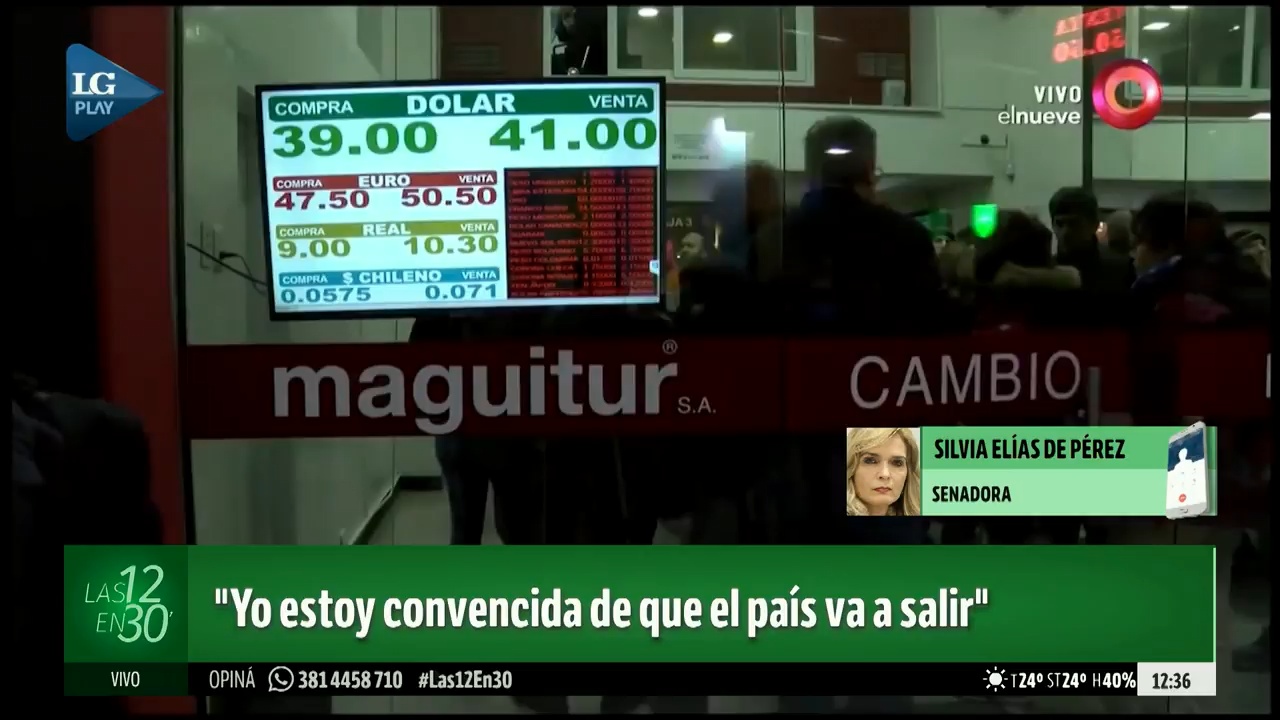 LG
PLAY
VIVO
elnueve
COMPRA DOLAR VENTA
39.00 41.00
COMPRA EURO VENTA
47.50 50.50
COMPRA REAL VENTA
9.00 10.30
COMPRA $ CHILENO VENTA
0.0575 0.071
JA 3
maguitur® S.A.
CAMBIO
SILVIA ELÍAS DE PÉREZ
SENADORA
LAS 12
EN 30'
"Yo estoy convencida de que el país va a salir"
VIVO
OPINÁ 381 4458 710 #Las12En30
T24º ST24º H40% 12:36